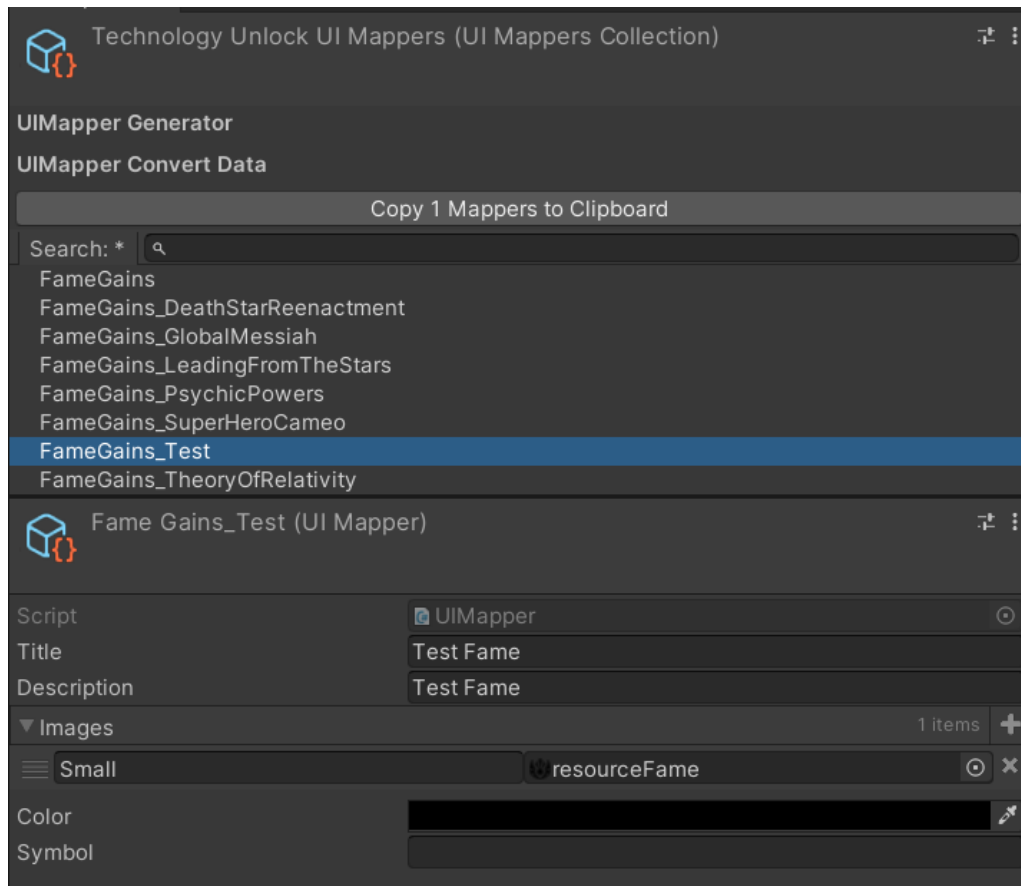 Technology Unlock UI Mappers (UI Mappers Collection)
UIMapper Generator
UIMapper Convert Data
Copy 1 Mappers to Clipboard
Search: *
FameGains
FameGains_DeathStarReenactment
FameGains_GlobalMessiah
FameGains_LeadingFromTheStars
FameGains_PsychicPowers
FameGains_SuperHeroCameo
FameGains_Test
FameGains_TheoryOfRelativity
Fame Gains_Test (UI Mapper)
Script UIMapper
Title Test Fame
Description Test Fame
Images 1 items
Small resourceFame
Color
Symbol